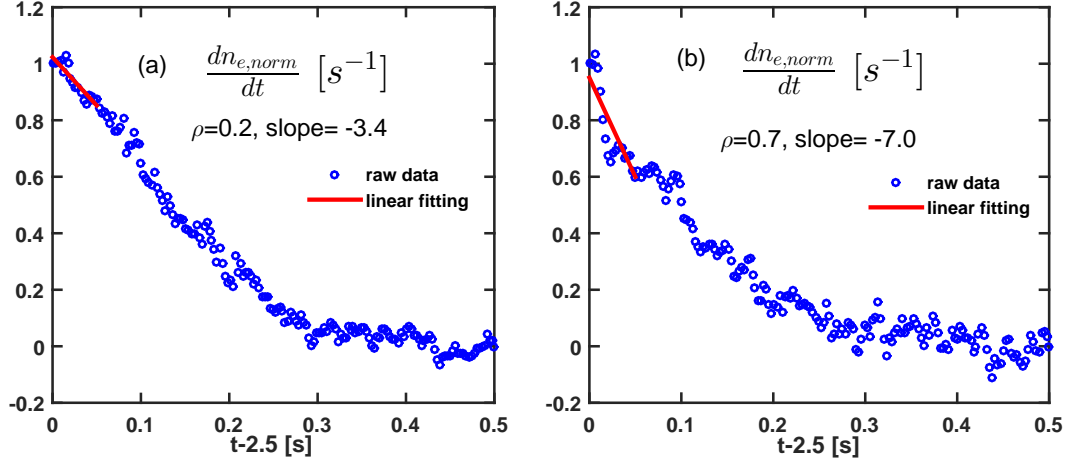 1.2
1
0.8
0.6
0.4
0.2
0
-0.2
0 0.1 0.2 0.3 0.4 0.5
t-2.5 [s]
(a) dn_{e,norm}/dt [s^{-1}]
ρ=0.2, slope= -3.4
raw data
linear fitting
1.2
1
0.8
0.6
0.4
0.2
0
-0.2
0 0.1 0.2 0.3 0.4 0.5
t-2.5 [s]
(b) dn_{e,norm}/dt [s^{-1}]
ρ=0.7, slope= -7.0
raw data
linear fitting